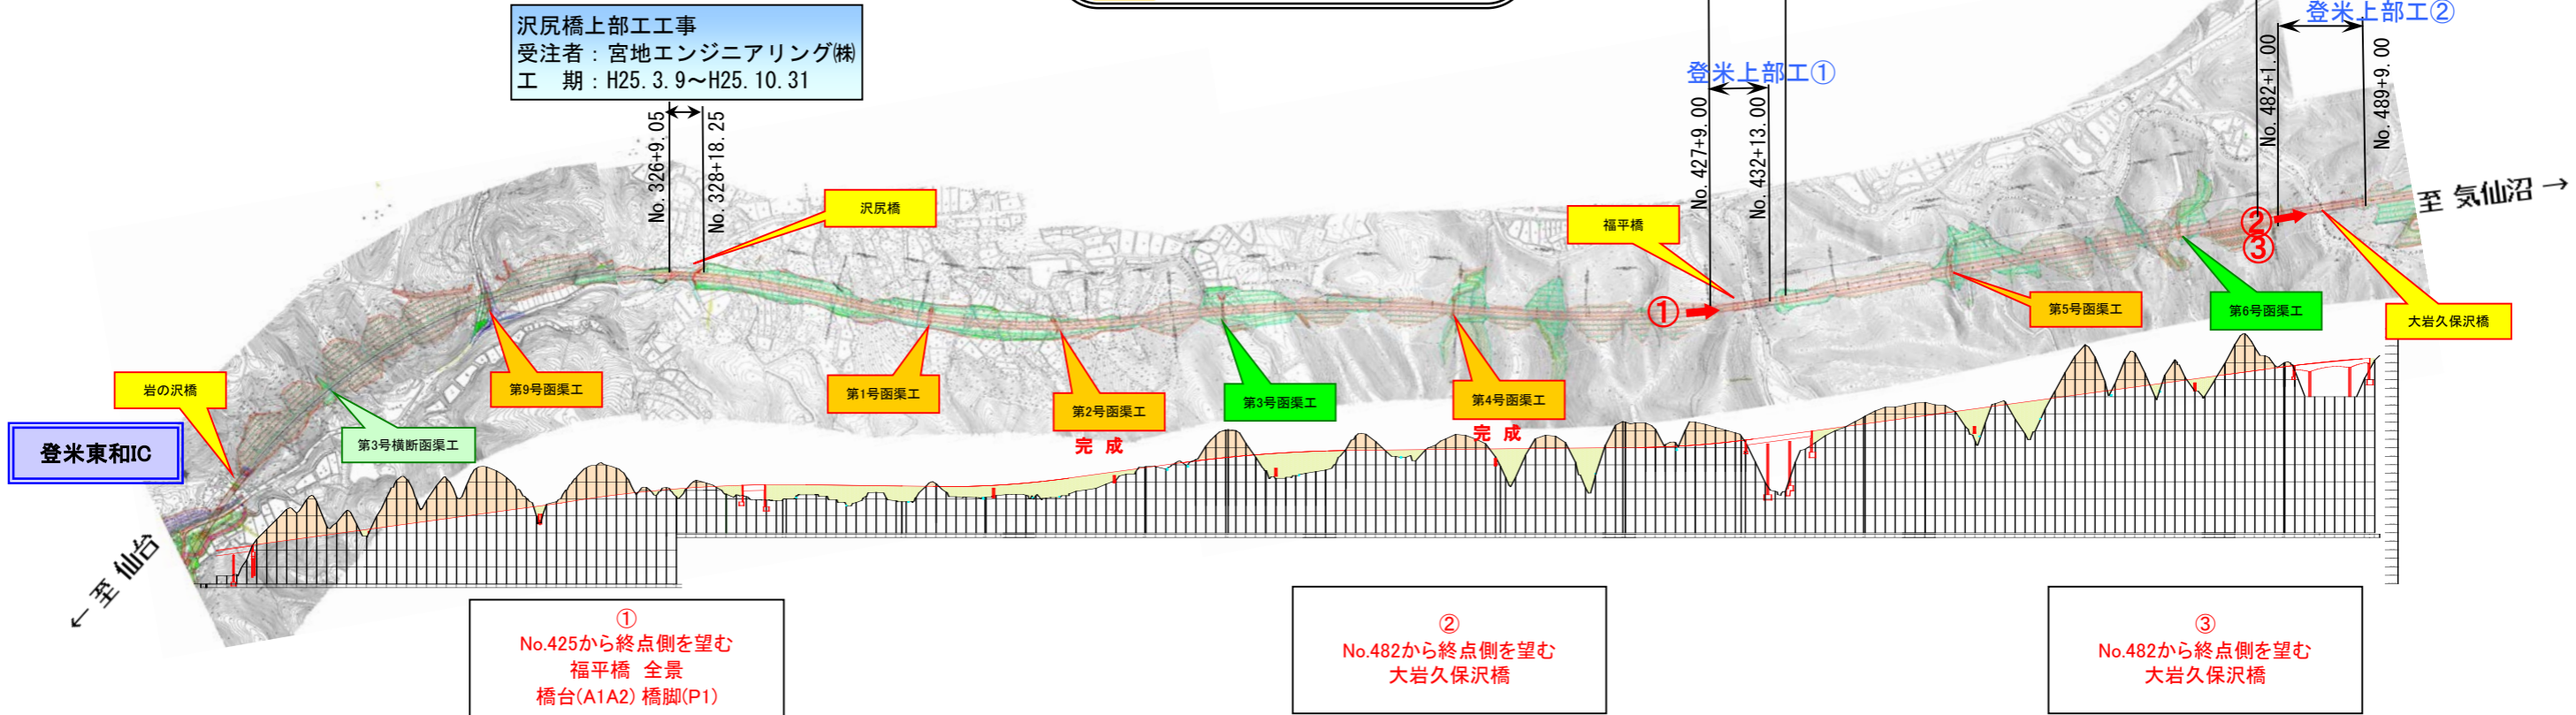 沢尻橋上部工工事
受注者：宮地エンジニアリング㈱
工　期：H25.3.9～H25.10.31
登米上部工②
登米上部工①
No.326+9.05
No.328+18.25
No.427+9.00
No.432+13.00
No.482+1.00
No.489+9.00
至 気仙沼 →
沢尻橋
福平橋
②
③
①
第5号函渠工
第6号函渠工
大岩久保沢橋
岩の沢橋
第9号函渠工
第1号函渠工
第2号函渠工
完 成
第3号函渠工
第4号函渠工
完 成
第3号横断函渠工
登米東和IC
← 至 仙台
①
No.425から終点側を望む
福平橋 全景
橋台(A1A2) 橋脚(P1)
②
No.482から終点側を望む
大岩久保沢橋
③
No.482から終点側を望む
大岩久保沢橋